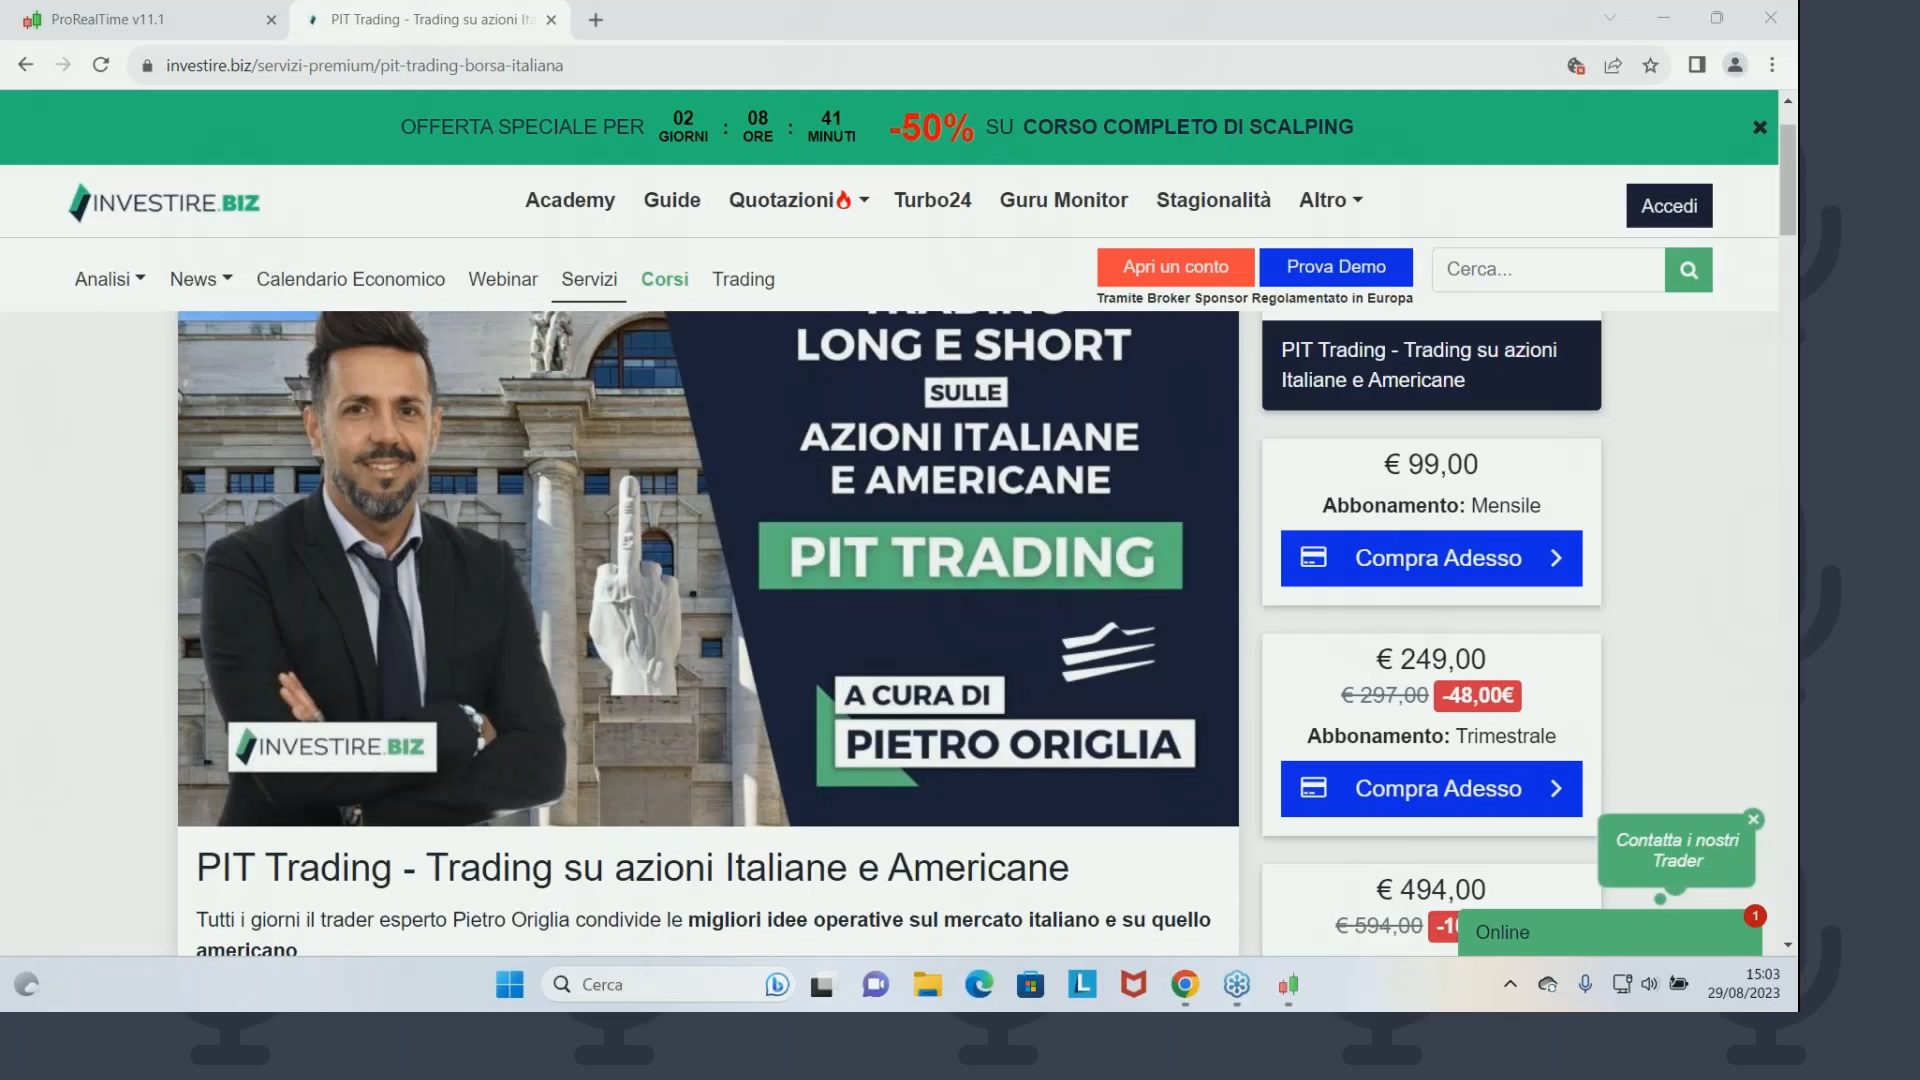 ProRealTime v11.1
PIT Trading - Trading su azioni Ita
investire.biz/servizi-premium/pit-trading-borsa-italiana
OFFERTA SPECIALE PER 02 GIORNI : 08 ORE : 41 MINUTI -50% SU CORSO COMPLETO DI SCALPING
INVESTIRE.BIZ
Academy Guide Quotazioni Turbo24 Guru Monitor Stagionalità Altro
Accedi
Analisi News Calendario Economico Webinar Servizi Corsi Trading
Apri un conto
Prova Demo
Tramite Broker Sponsor Regolamentato in Europa
Cerca...
TRADING
LONG E SHORT
SULLE
AZIONI ITALIANE
E AMERICANE
PIT TRADING
A CURA DI
PIETRO ORIGLIA
INVESTIRE.BIZ
PIT Trading - Trading su azioni
Italiane e Americane
€ 99,00
Abbonamento: Mensile
Compra Adesso
€ 249,00
€ 297,00 -48,00€
Abbonamento: Trimestrale
Compra Adesso
€ 494,00
€ 594,00 -10
Contatta i nostri
Trader
Online
1
PIT Trading - Trading su azioni Italiane e Americane
Tutti i giorni il trader esperto Pietro Origlia condivide le migliori idee operative sul mercato italiano e su quello
americano
Cerca
15:03
29/08/2023